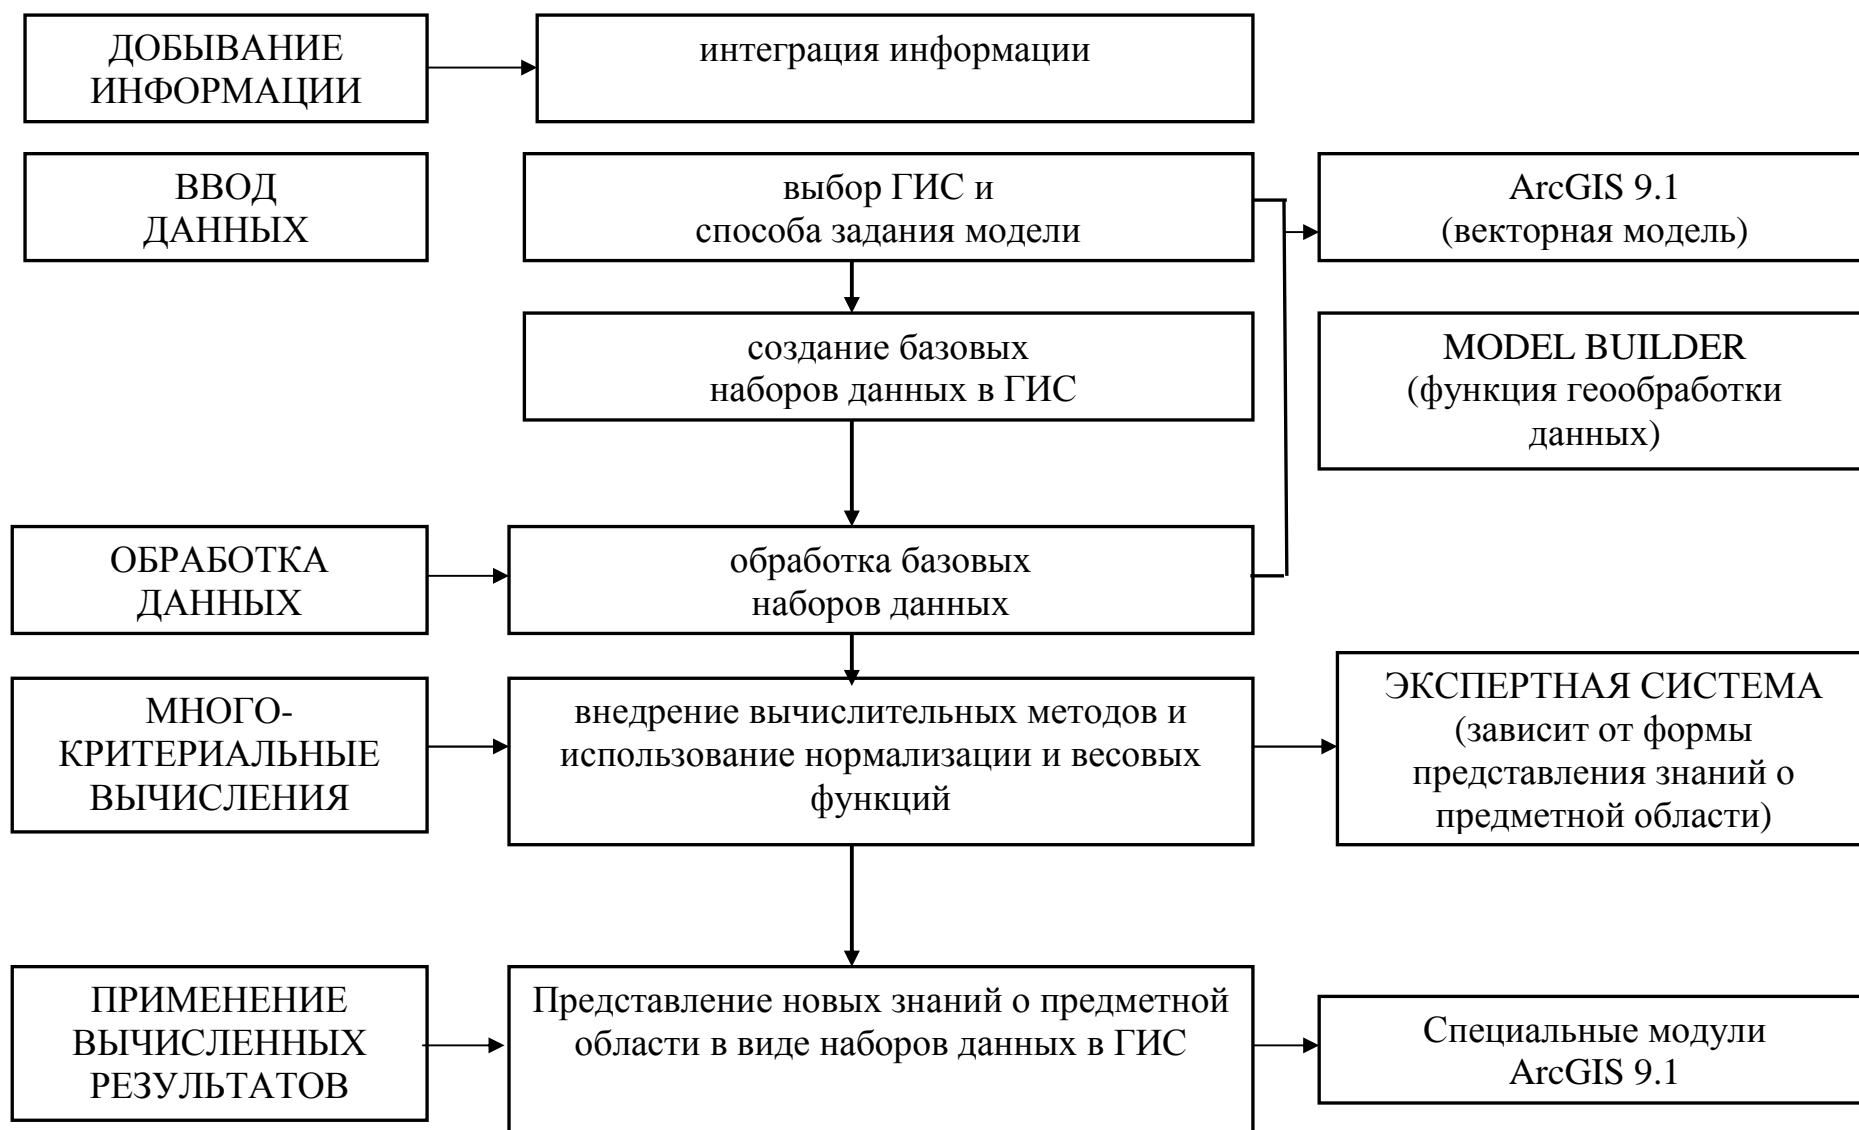 ДОБЫВАНИЕ
ИНФОРМАЦИИ
интеграция информации
ВВОД
ДАННЫХ
выбор ГИС и
способа задания модели
ArcGIS 9.1
(векторная модель)
создание базовых
наборов данных в ГИС
MODEL BUILDER
(функция геообработки
данных)
ОБРАБОТКА
ДАННЫХ
обработка базовых
наборов данных
МНОГО-
КРИТЕРИАЛЬНЫЕ
ВЫЧИСЛЕНИЯ
внедрение вычислительных методов и
использование нормализации и весовых
функций
ЭКСПЕРТНАЯ СИСТЕМА
(зависит от формы
представления знаний о
предметной области)
ПРИМЕНЕНИЕ
ВЫЧИСЛЕННЫХ
РЕЗУЛЬТАТОВ
Представление новых знаний о предметной
области в виде наборов данных в ГИС
Специальные модули
ArcGIS 9.1